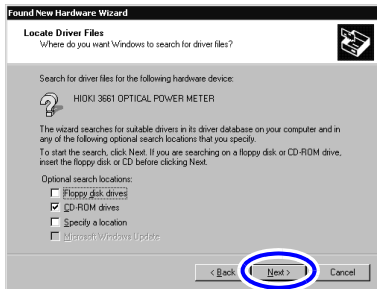 Found New Hardware Wizard
Locate Driver Files
Where do you want Windows to search for driver files?
Search for driver files for the following hardware device:
HIOKI 3661 OPTICAL POWER METER
The wizard searches for suitable drivers in its driver database on your computer and in
any of the following optional search locations that you specify.
To start the search, click Next. If you are searching on a floppy disk or CD-ROM drive,
insert the floppy disk or CD before clicking Next.
Optional search locations:
Floppy disk drives
CD-ROM drives
Specify a location
Microsoft Windows Update
< Back
Next >
Cancel